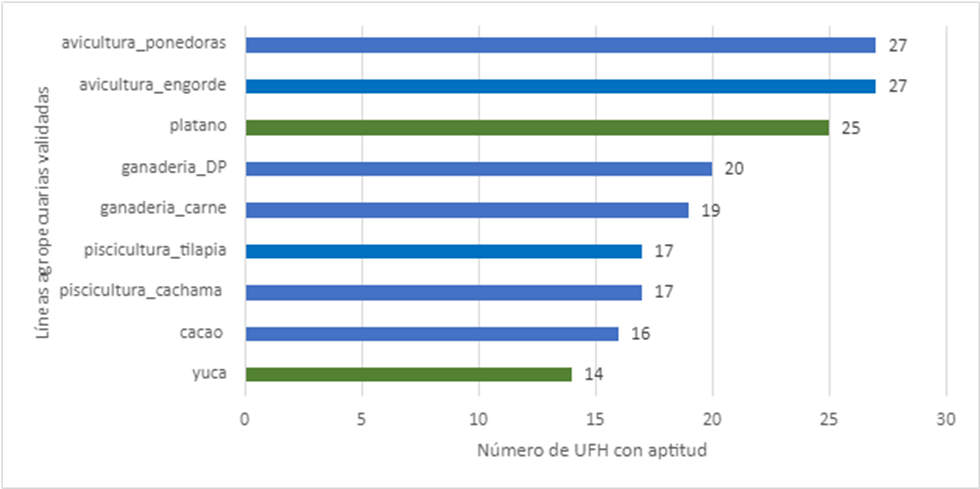 Líneas agropecuarias validadas
avicultura_ponedoras 27
avicultura_engorde 27
platano 25
ganaderia_DP 20
ganaderia_carne 19
piscicultura_tilapia 17
piscicultura_cachama 17
cacao 16
yuca 14
0 5 10 15 20 25 30
Número de UFH con aptitud